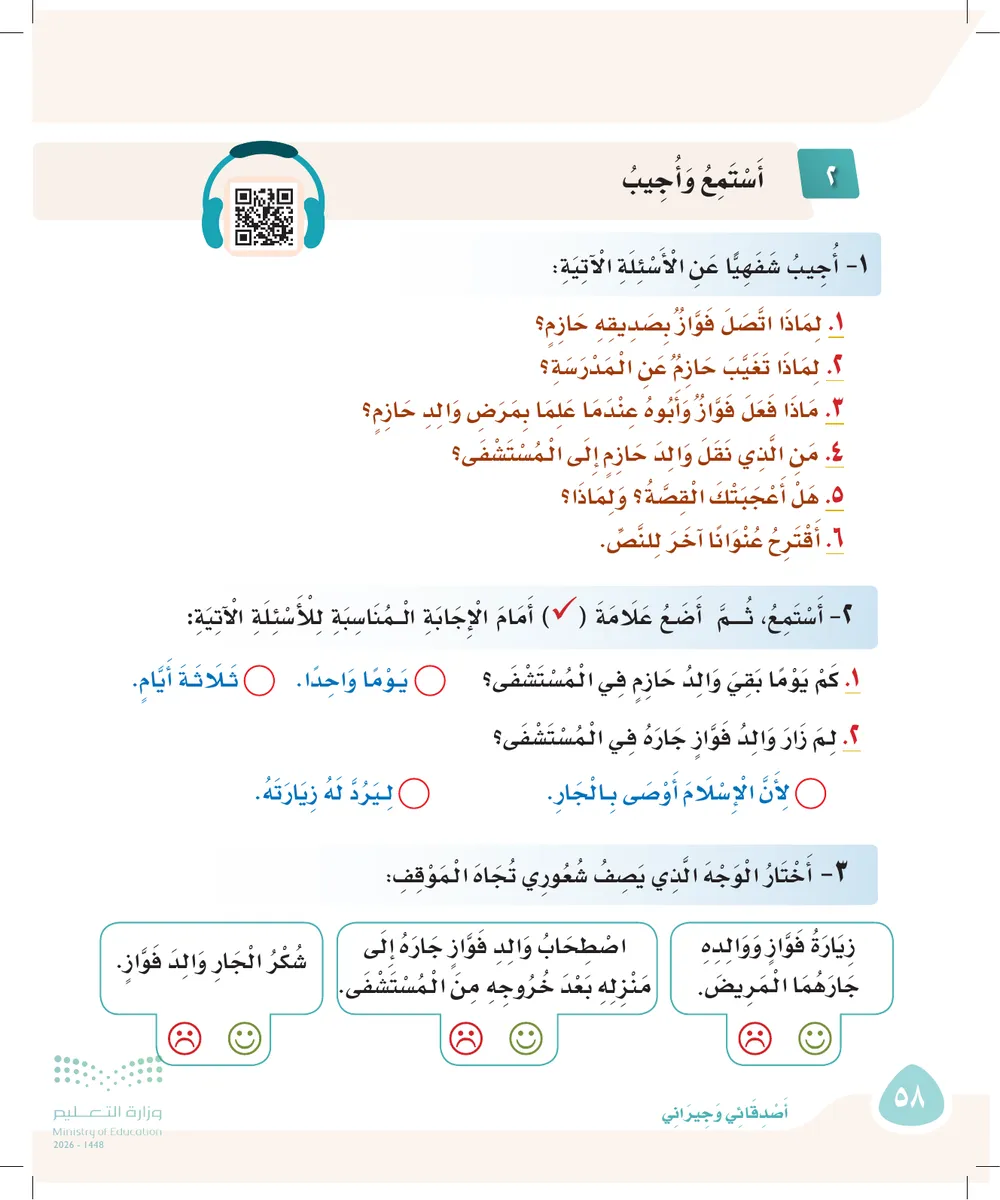 ٢
أَسْتَمِعُ وَأُجِيبُ
١- أُجِيبُ شَفَهِيًّا عَنِ الْأَسْئِلَةِ الْآتِيَةِ:
١. لِمَاذَا اتَّصَلَ فَوَّازٌ بِصَدِيقِهِ حَازِمٍ؟
٢. لِمَاذَا تَغَيَّبَ حَازِمٌ عَنِ الْمَدْرَسَةِ؟
٣. مَاذَا فَعَلَ فَوَّازٌ وَأَبُوهُ عِنْدَمَا عَلِمَا بِمَرَضِ وَالِدِ حَازِمٍ؟
٤. مَنِ الَّذِي نَقَلَ وَالِدَ حَازِمٍ إِلَى الْمُسْتَشْفَى؟
٥. هَلْ أَعْجَبَتْكَ الْقِصَّةُ؟ وَلِمَاذَا؟
٦. أَقْتَرِحُ عُنْوَانًا آخَرَ لِلنَّصِّ.
٢- أَسْتَمِعُ، ثُمَّ أَضَعُ عَلَامَةَ (✓) أَمَامَ الْإِجَابَةِ الْمُنَاسِبَةِ لِلْأَسْئِلَةِ الْآتِيَةِ:
١. كَمْ يَوْمًا بَقِيَ وَالِدُ حَازِمٍ فِي الْمُسْتَشْفَى؟ يَوْمًا وَاحِدًا. ثَلَاثَةَ أَيَّامٍ.
٢. لِمَ زَارَ وَالِدُ فَوَّازٍ جَارَهُ فِي الْمُسْتَشْفَى؟
لِأَنَّ الْإِسْلَامَ أَوْصَى بِالْجَارِ. لِيَرُدَّ لَهُ زِيَارَتَهُ.
٣- أَخْتَارُ الْوَجْهَ الَّذِي يَصِفُ شُعُورِي تُجَاهَ الْمَوْقِفِ:
زِيَارَةُ فَوَّازٍ وَوَالِدِهِ
جَارَهُمَا الْمَرِيضَ.
اصْطِحَابُ وَالِدِ فَوَّازٍ جَارَهُ إِلَى
مَنْزِلِهِ بَعْدَ خُرُوجِهِ مِنَ الْمُسْتَشْفَى.
شُكْرُ الْجَارِ وَالِدَ فَوَّازٍ.
أَصْدِقَائِي وَجِيرَانِي
٥٨
وزارة التعليم
Ministry of Education
2026 - 1448